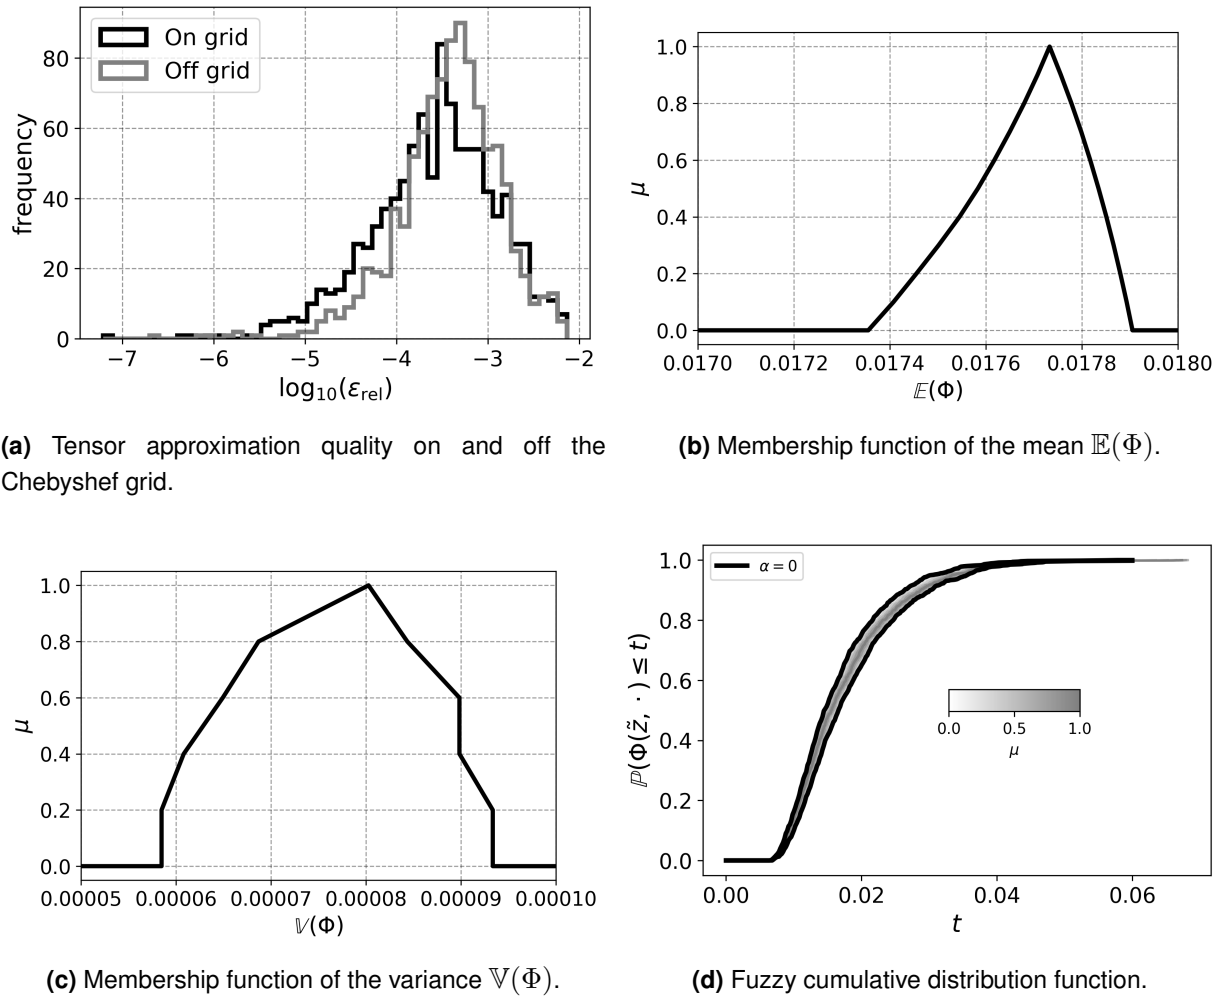 On grid
Off grid
80
60
40
20
0
frequency
−7
−6
−5
−4
−3
−2
log₁₀(εrel)
(a) Tensor approximation quality on and off the
Chebyshef grid.
1.0
0.8
0.6
0.4
0.2
0.0
μ
0.0170
0.0172
0.0174
0.0176
0.0178
0.0180
𝔼(Φ)
(b) Membership function of the mean 𝔼(Φ).
1.0
0.8
0.6
0.4
0.2
0.0
μ
0.00005
0.00006
0.00007
0.00008
0.00009
0.00010
𝕍(Φ)
(c) Membership function of the variance 𝕍(Φ).
α = 0
1.0
0.8
0.6
0.4
0.2
0.0
ℙ(Φ(z̃, ·) ≤ t)
0.0
0.5
1.0
μ
0.00
0.02
0.04
0.06
t
(d) Fuzzy cumulative distribution function.